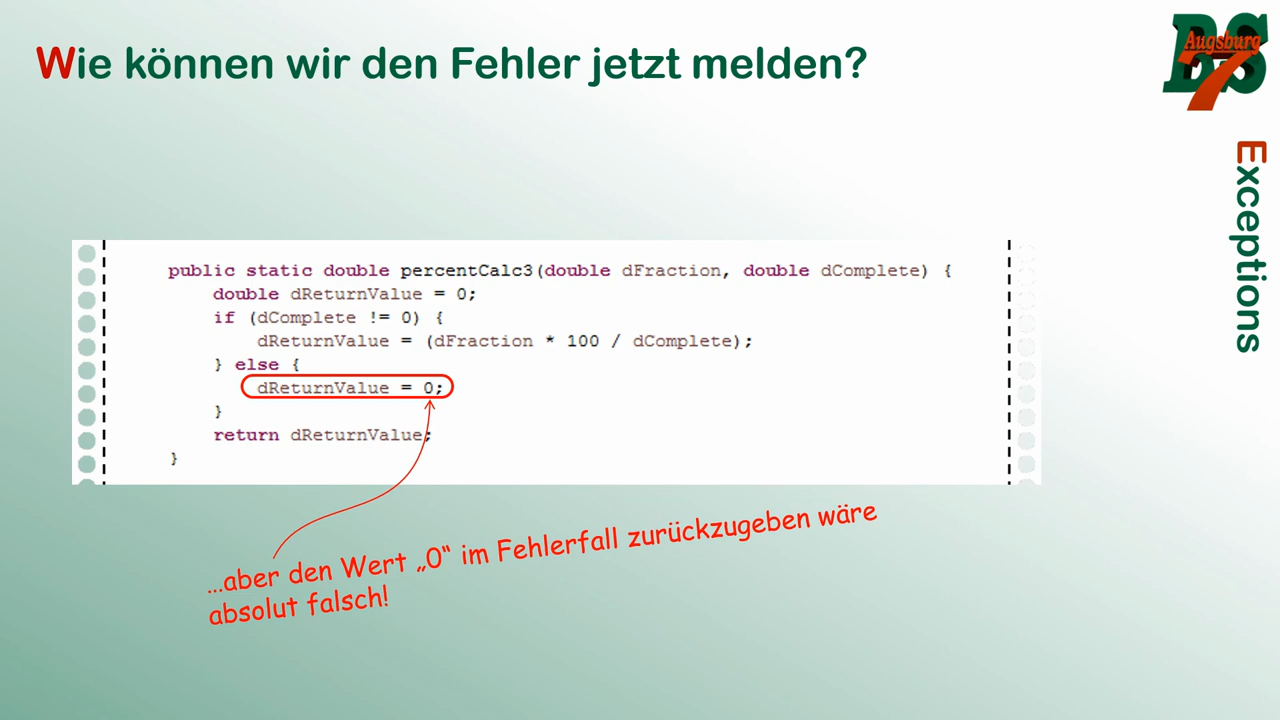 Wie können wir den Fehler jetzt melden?
BS
Augsburg
7
Exceptions
public static double percentCalc3(double dFraction, double dComplete) {
double dReturnValue = 0;
if (dComplete != 0) {
dReturnValue = (dFraction * 100 / dComplete);
} else {
dReturnValue = 0;
}
return dReturnValue;
}
…aber den Wert „0“ im Fehlerfall zurückzugeben wäre
absolut falsch!